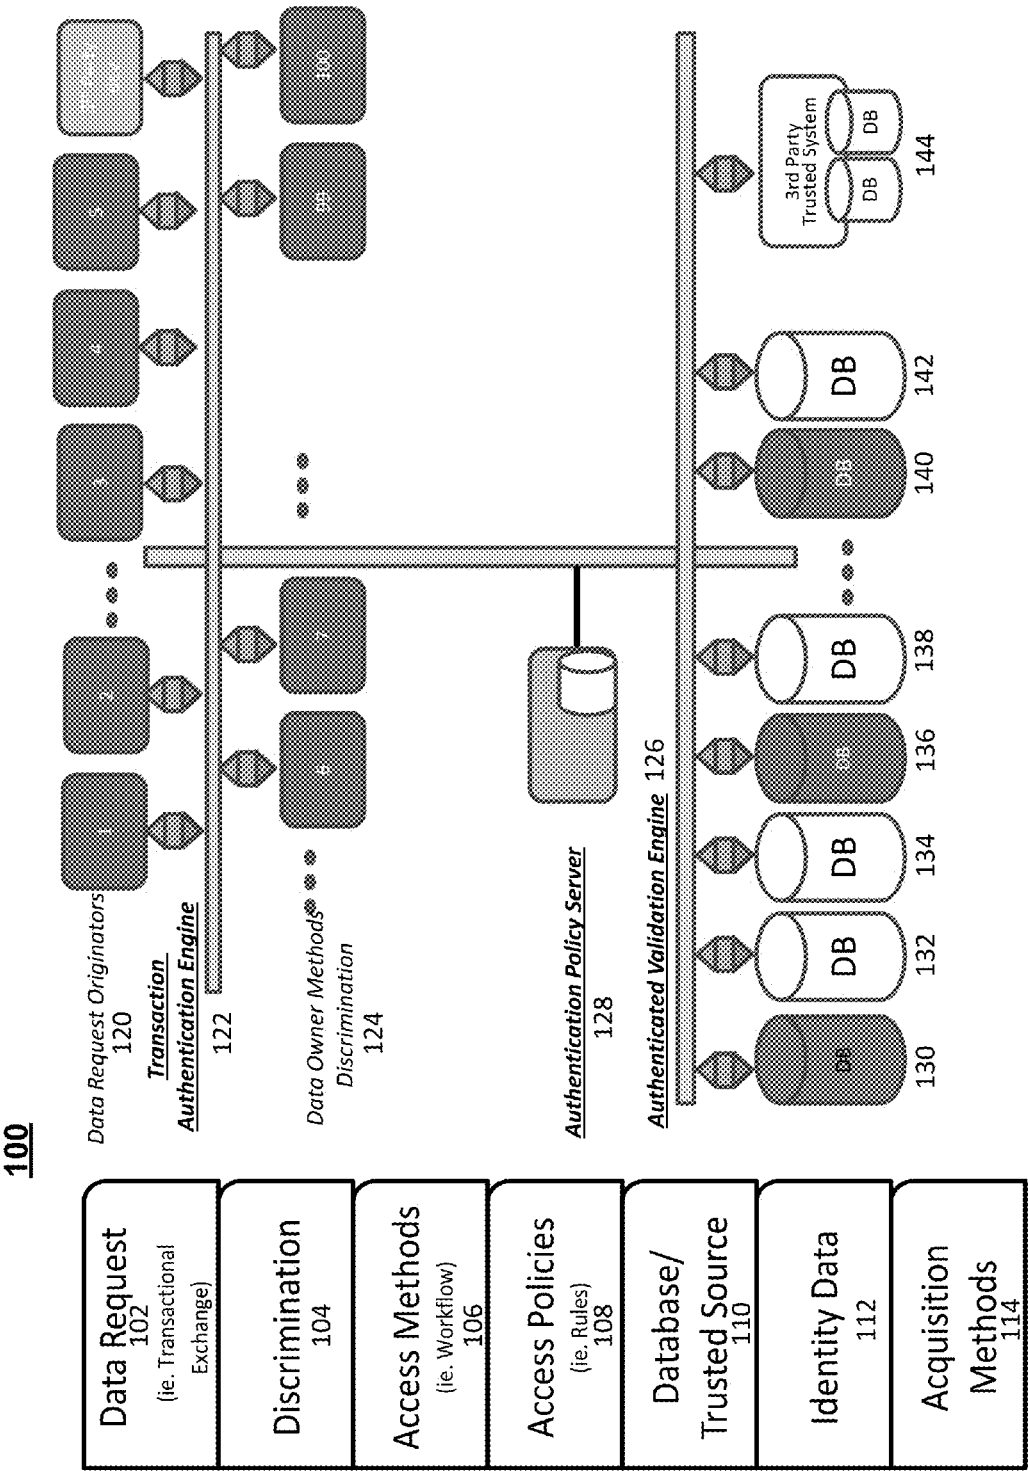 100
Data Request
102
(ie. Transactional
Exchange)
Discrimination
104
Access Methods
(ie. Workflow)
106
Access Policies
(ie. Rules)
108
Database/
Trusted Source
110
Identity Data
112
Acquisition
Methods
114
Data Request Originators
120
Transaction
Authentication Engine
122
Data Owner Methods
Discrimination
124
Authentication Policy Server
128
Authenticated Validation Engine 126
1
2
3
4
5
6
7
99
100
DB
130
DB
132
DB
134
DB
136
DB
138
DB
140
DB
142
3rd Party
Trusted System
DB
DB
144